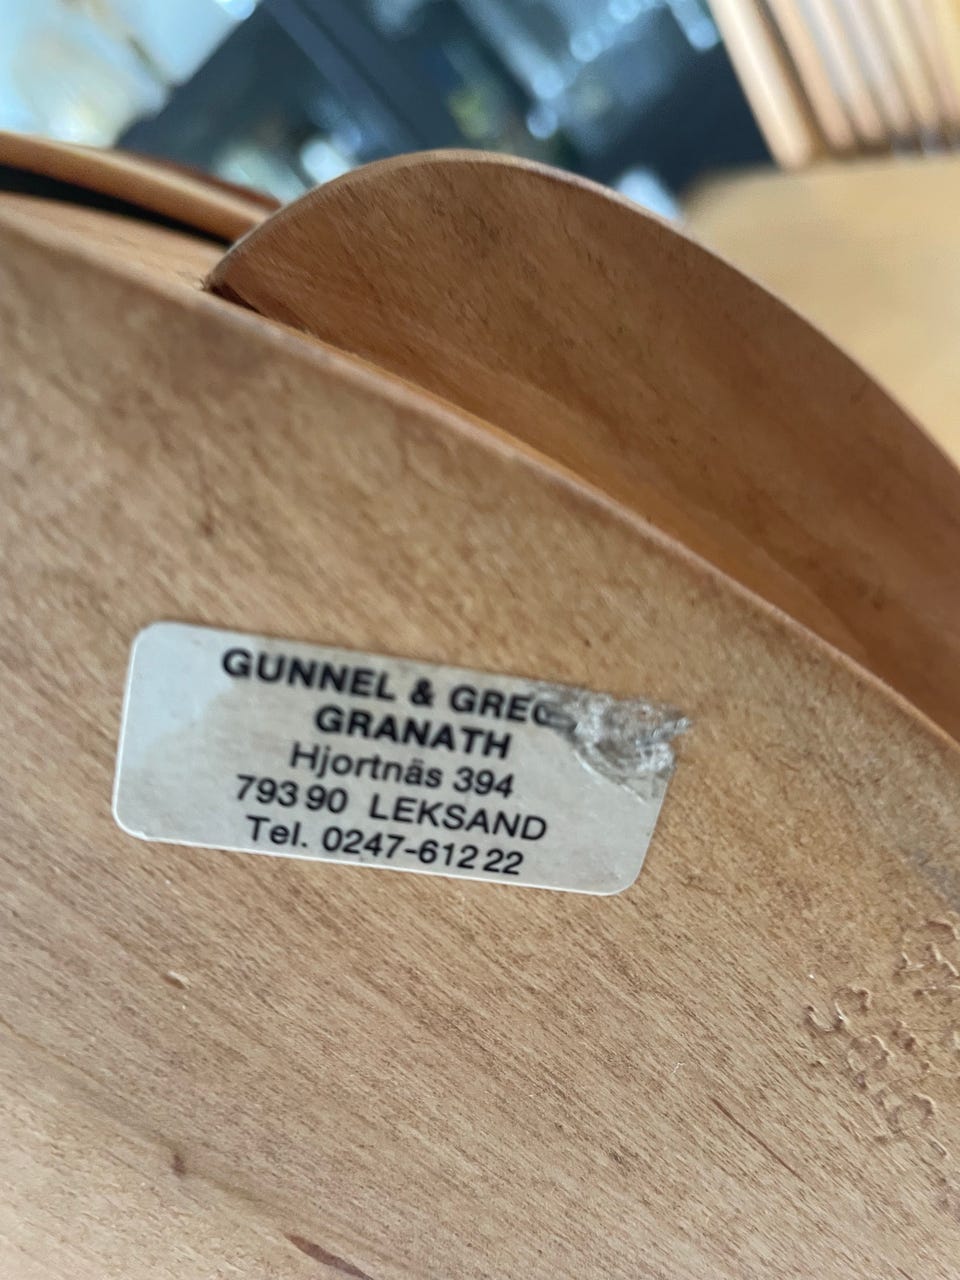 GUNNEL & GREG
GRANATH
Hjortnäs 394
793 90 LEKSAND
Tel. 0247-612 22